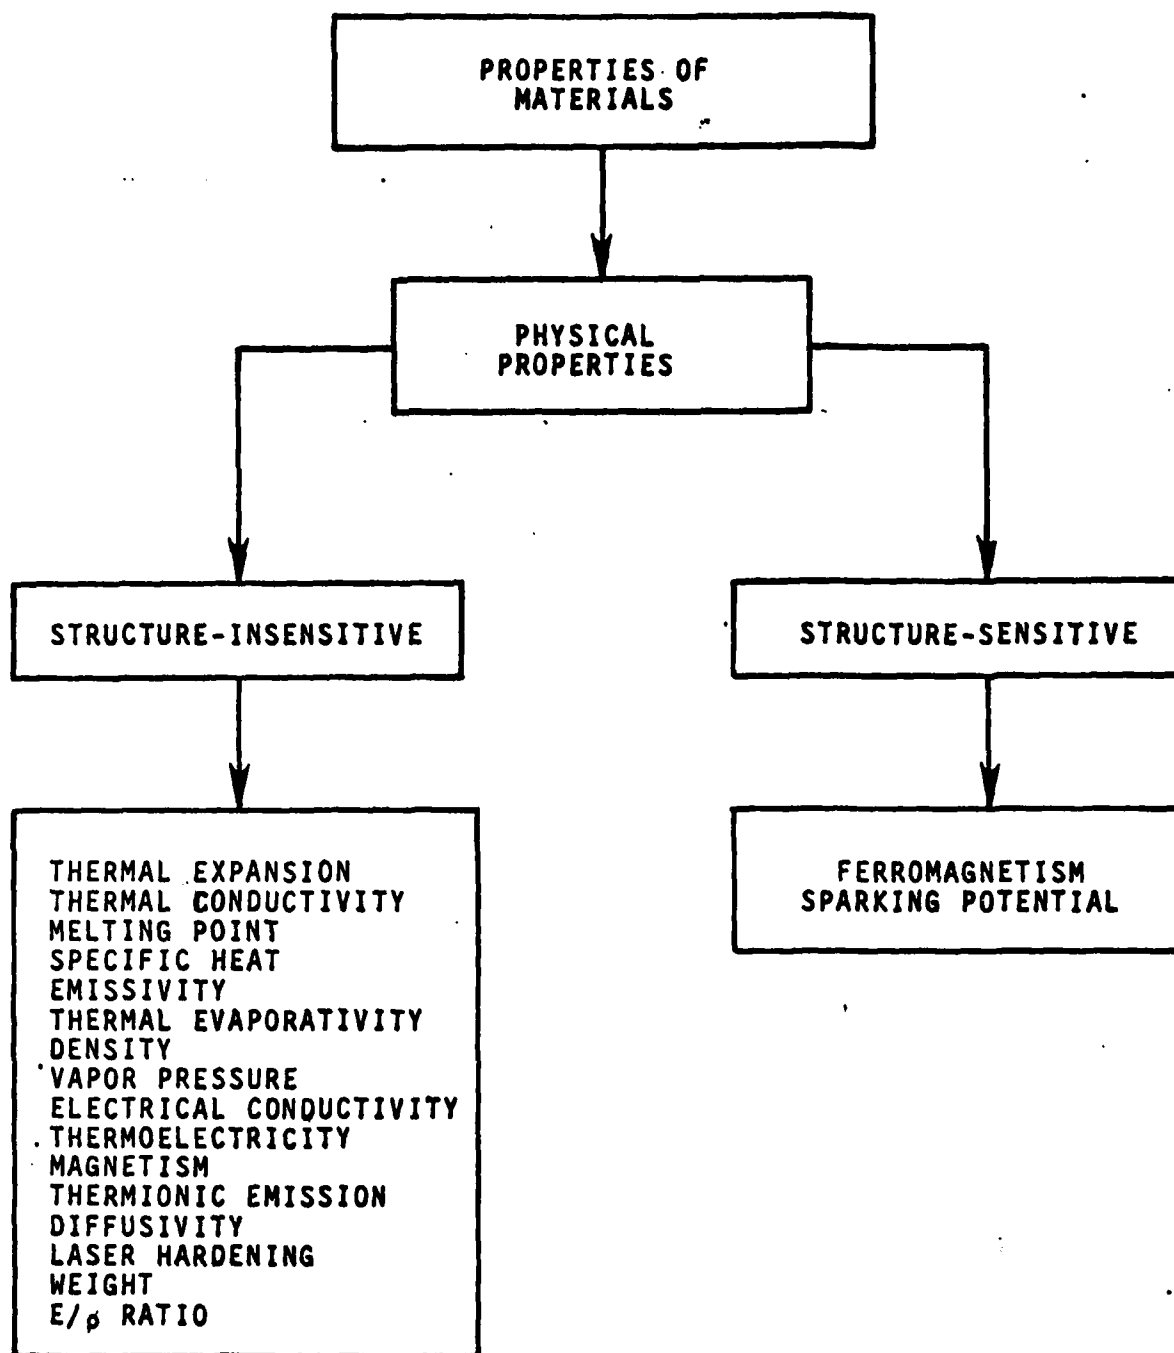 PROPERTIES OF
MATERIALS
PHYSICAL
PROPERTIES
STRUCTURE-INSENSITIVE
STRUCTURE-SENSITIVE
THERMAL EXPANSION
THERMAL CONDUCTIVITY
MELTING POINT
SPECIFIC HEAT
EMISSIVITY
THERMAL EVAPORATIVITY
DENSITY
VAPOR PRESSURE
ELECTRICAL CONDUCTIVITY
THERMOELECTRICITY
MAGNETISM
THERMIONIC EMISSION
DIFFUSIVITY
LASER HARDENING
WEIGHT
E/ρ RATIO
FERROMAGNETISM
SPARKING POTENTIAL